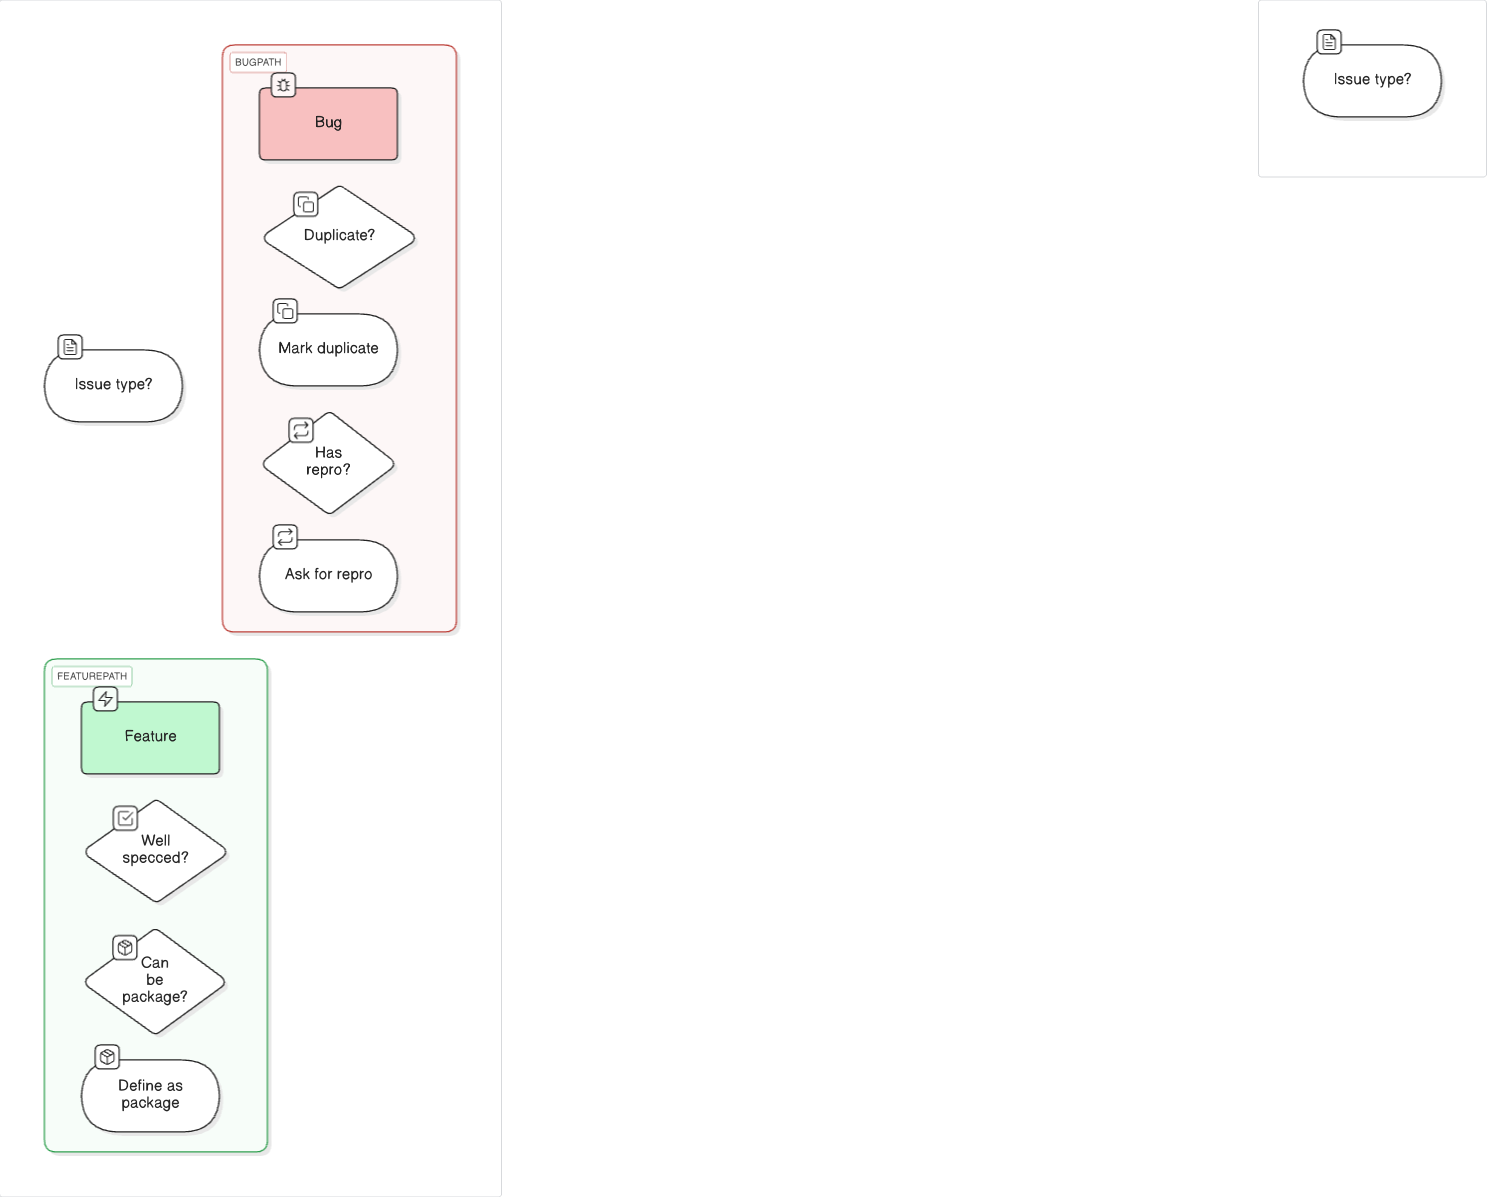 BUGPATH
Bug
Duplicate?
Mark duplicate
Issue type?
Has
repro?
Ask for repro
FEATUREPATH
Feature
Well
specced?
Can
be
package?
Define as
package
Issue type?